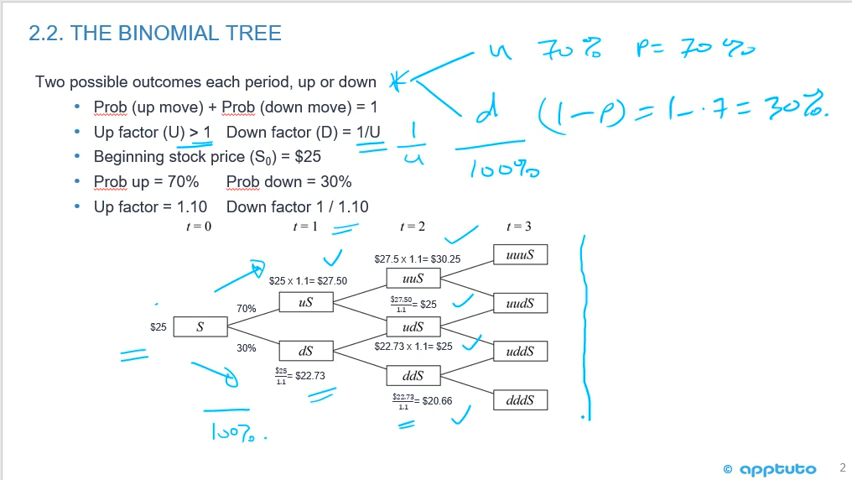 2.2. THE BINOMIAL TREE
u 70% P= 70%
Two possible outcomes each period, up or down
d (1-P) = 1-.7 = 30%.
100%
• Prob (up move) + Prob (down move) = 1
• Up factor (U) > 1 Down factor (D) = 1/U
1/u
• Beginning stock price (S₀) = $25
• Prob up = 70% Prob down = 30%
• Up factor = 1.10 Down factor 1 / 1.10
t = 0 t = 1 t = 2 t = 3
$27.5 x 1.1= $30.25 uuuS
$25 x 1.1= $27.50 uuS
70% uS $27.50/1.1 = $25 uudS
$25 S udS
30% dS $22.73 x 1.1= $25 uddS
$25/1.1 = $22.73 ddS
$22.73/1.1 = $20.66 dddS
100%.
© apptuto 2